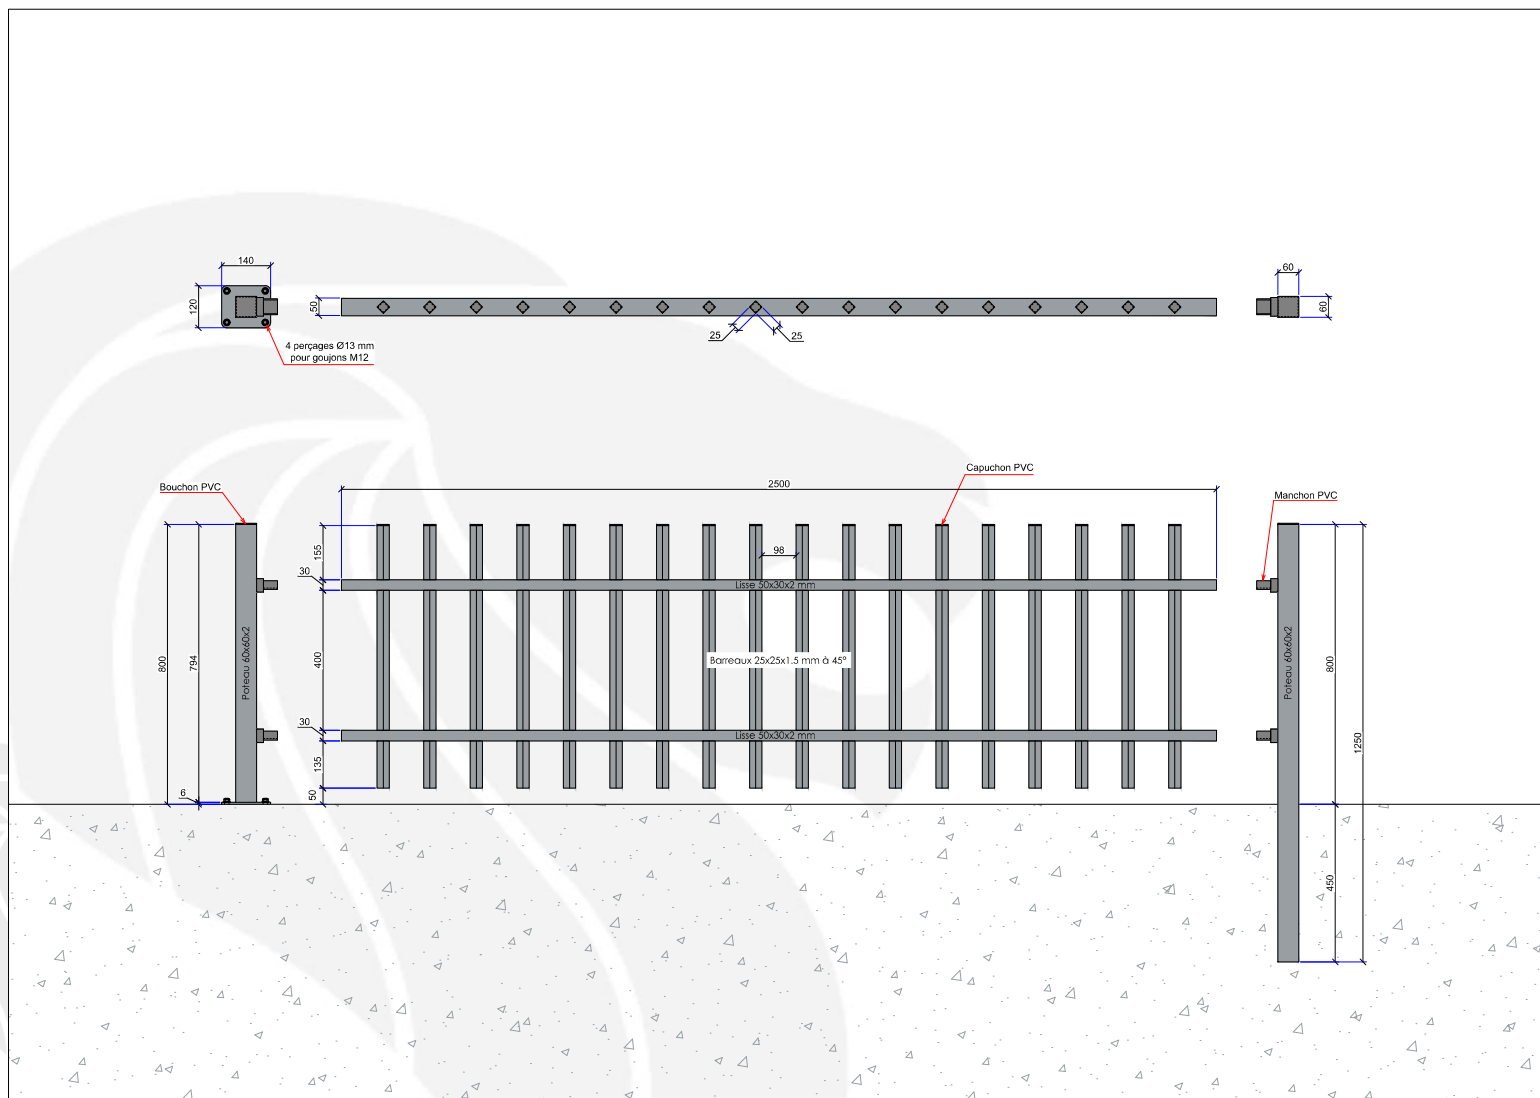 140
120
4 perçages Ø13 mm
pour goujons M12
50
25
25
60
60
Bouchon PVC
Capuchon PVC
Manchon PVC
2500
155
98
30
Lisse 50x30x2 mm
800
794
Poteau 60x60x2
400
Barreaux 25x25x1.5 mm à 45°
Poteau 60x60x2
800
1250
30
Lisse 50x30x2 mm
135
6
50
450